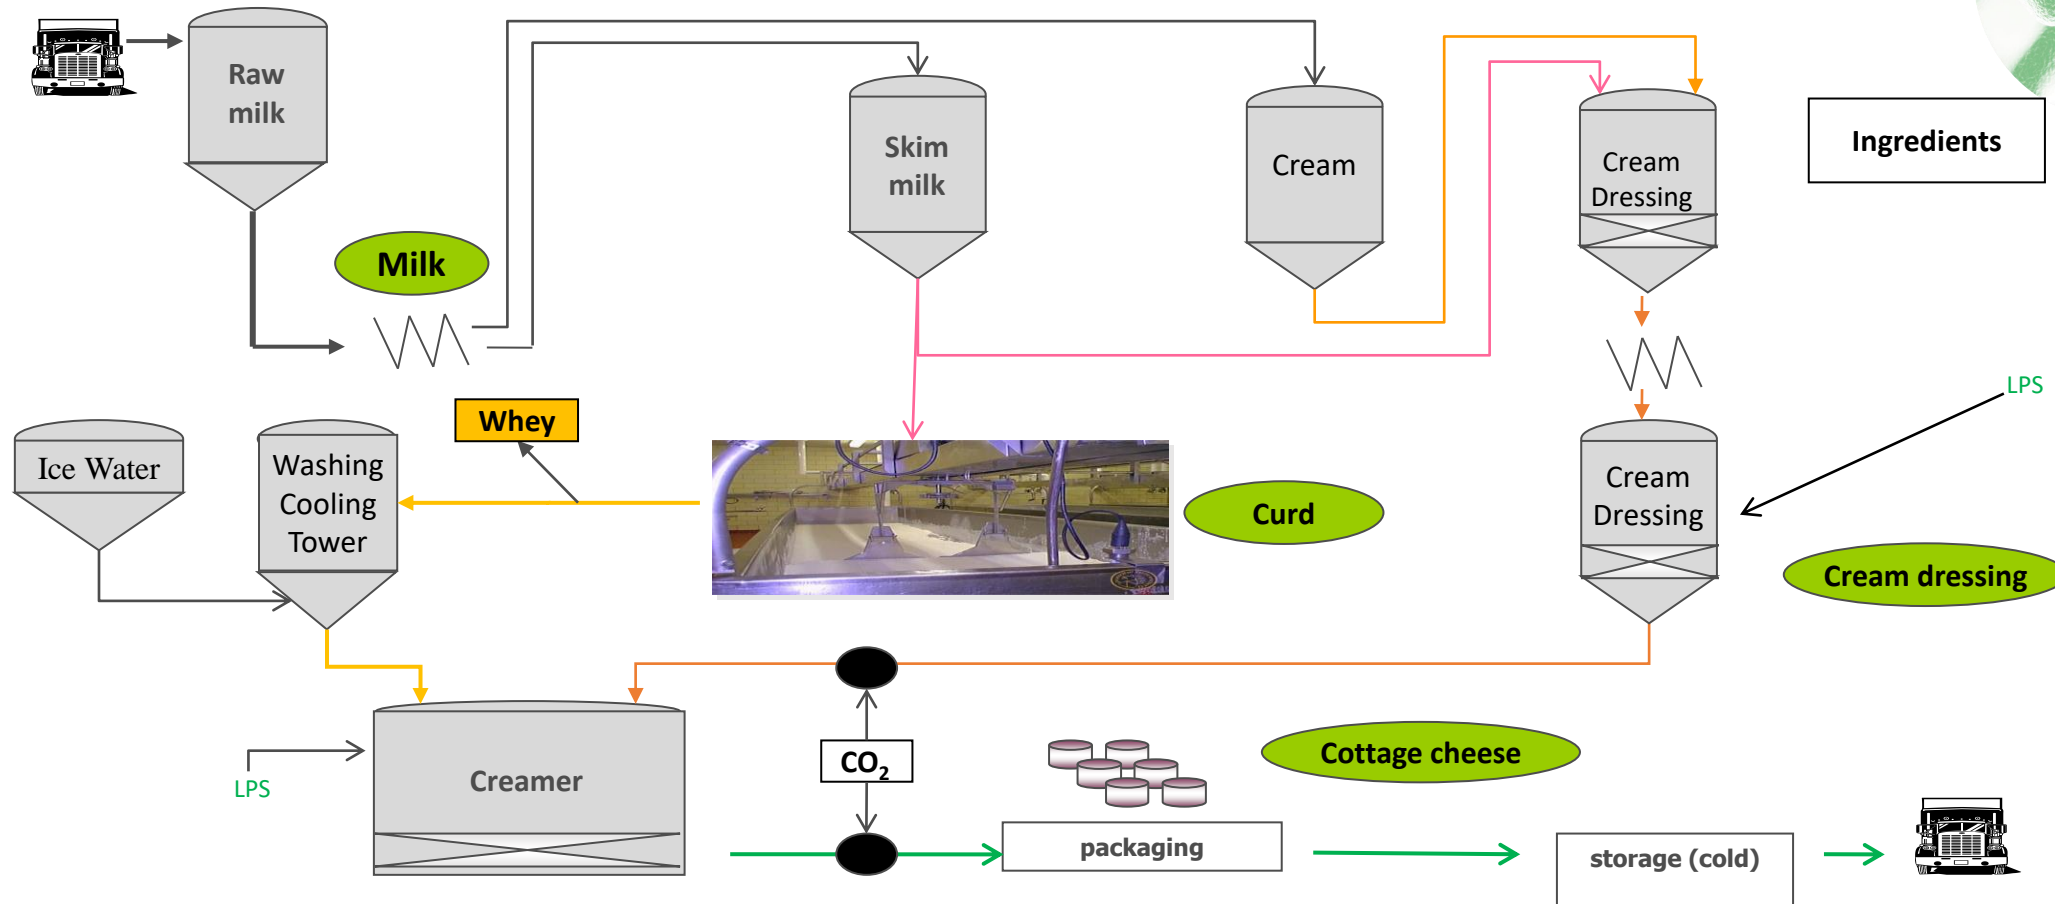 Raw
milk
Skim
milk
Cream
Cream
Dressing
Ingredients
Milk
LPS
Whey
Ice Water
Washing
Cooling
Tower
Curd
Cream
Dressing
Cream dressing
LPS
Creamer
CO₂
Cottage cheese
packaging
storage (cold)